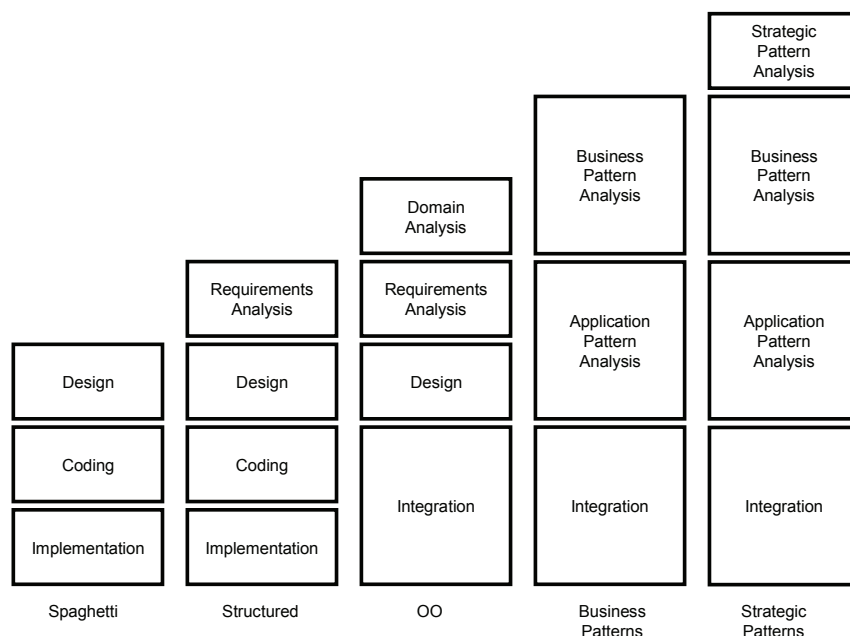 Strategic
Pattern
Analysis
Business
Pattern
Analysis
Business
Pattern
Analysis
Domain
Analysis
Requirements
Analysis
Requirements
Analysis
Application
Pattern
Analysis
Application
Pattern
Analysis
Design
Design
Design
Coding
Coding
Integration
Integration
Integration
Implementation
Implementation
Spaghetti
Structured
OO
Business
Patterns
Strategic
Patterns